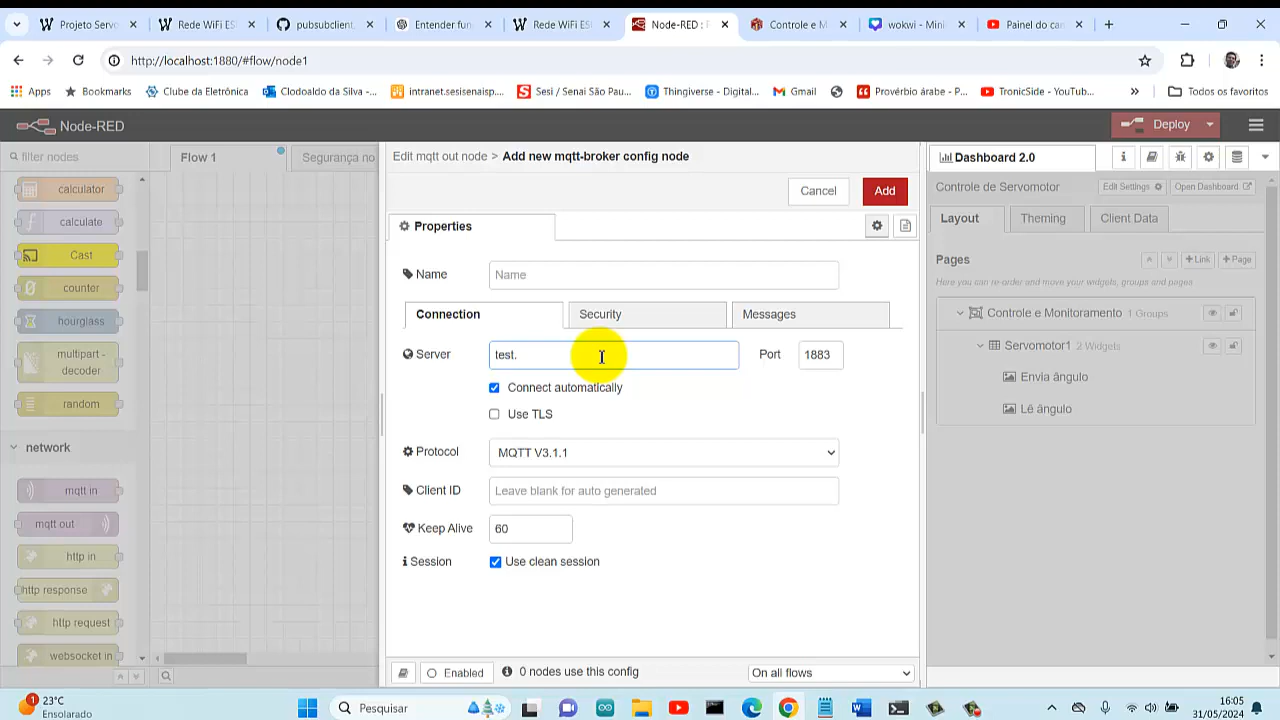 Projeto Servo
Rede WiFi ES
pubsubclient
Entender fun
Rede WiFi ES
Node-RED : F
Controle e M
wokwi - Mini
Painel do car
http://localhost:1880/#flow/node1
Apps
Bookmarks
Clube da Eletrônica
Clodoaldo da Silva -...
intranet.sesisenaisp....
Sesi / Senai São Pau...
Thingiverse - Digital...
Gmail
Provérbio árabe - P...
TronicSide - YouTub...
Todos os favoritos
Node-RED
Deploy
filter nodes
Flow 1
Segurança no
Edit mqtt out node > Add new mqtt-broker config node
Dashboard 2.0
Cancel
Add
Controle de Servomotor
Edit Settings
Open Dashboard
calculator
calculate
Cast
counter
hourglass
multipart -
decoder
random
network
mqtt in
mqtt out
http in
http response
http request
websocket in
Properties
Name
Name
Connection
Security
Messages
Server
test.
Port
1883
Connect automatically
Use TLS
Protocol
MQTT V3.1.1
Client ID
Leave blank for auto generated
Keep Alive
60
Session
Use clean session
Enabled
0 nodes use this config
On all flows
Layout
Theming
Client Data
Pages
+Link
+Page
Here you can re-order and move your widgets, groups and pages
Controle e Monitoramento 1 Groups
Servomotor1 2 Widgets
Envia ângulo
Lê ângulo
1
23°C
Ensolarado
Pesquisar
16:05
31/05/2024